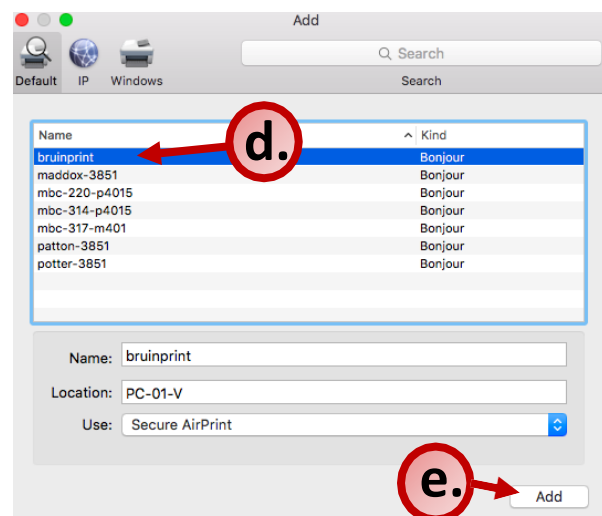 Add
Search
Default IP Windows Search
Name Kind
d.
bruinprint Bonjour
maddox-3851 Bonjour
mbc-220-p4015 Bonjour
mbc-314-p4015 Bonjour
mbc-317-m401 Bonjour
patton-3851 Bonjour
potter-3851 Bonjour
Name: bruinprint
Location: PC-01-V
Use: Secure AirPrint
e.
Add